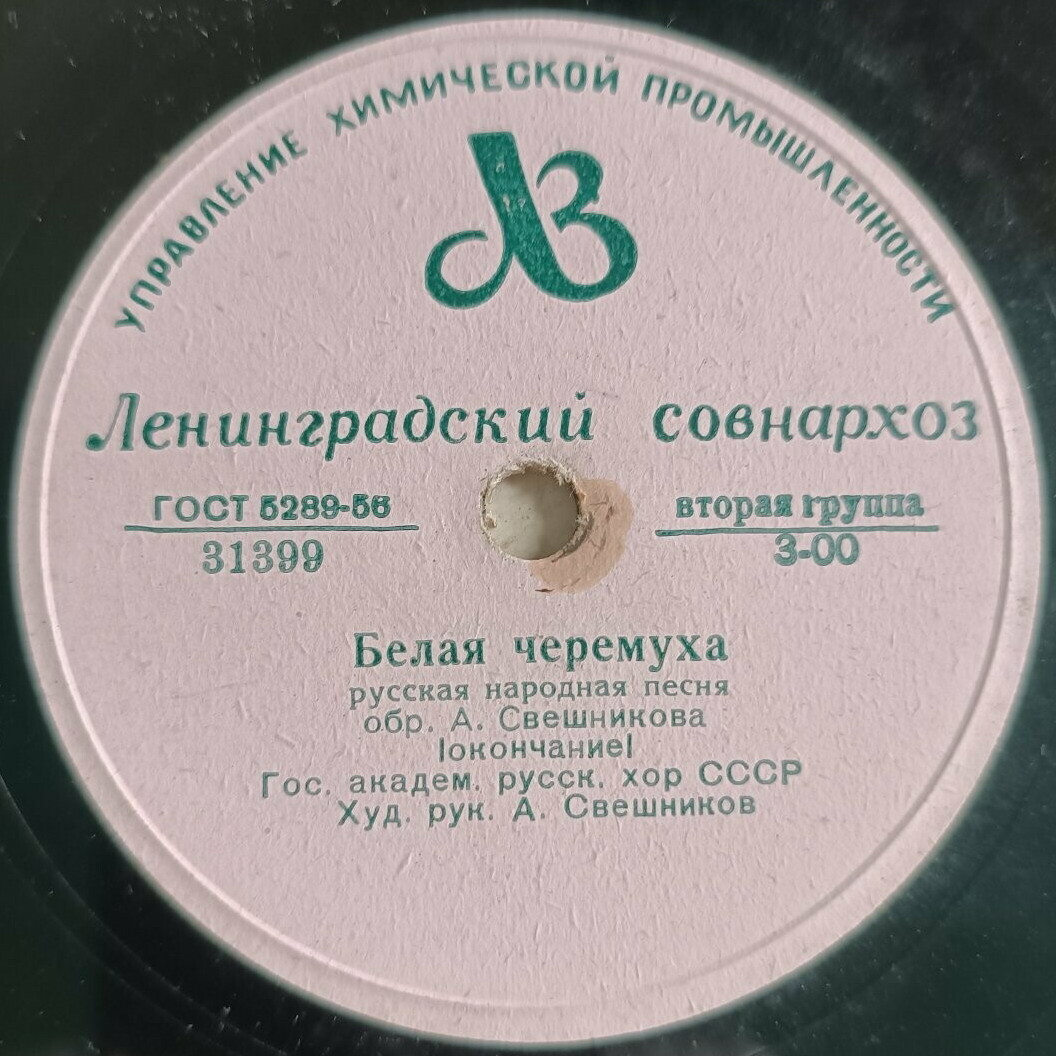 УПРАВЛЕНИЕ ХИМИЧЕСКОЙ ПРОМЫШЛЕННОСТИ
ЛЗ
Ленинградский совнархоз
ГОСТ 5289-56
31399
вторая группа
3-00
Белая черемуха
русская народная песня
обр. А. Свешникова
|окончание|
Гос. академ. русск. хор СССР
Худ. рук. А. Свешников